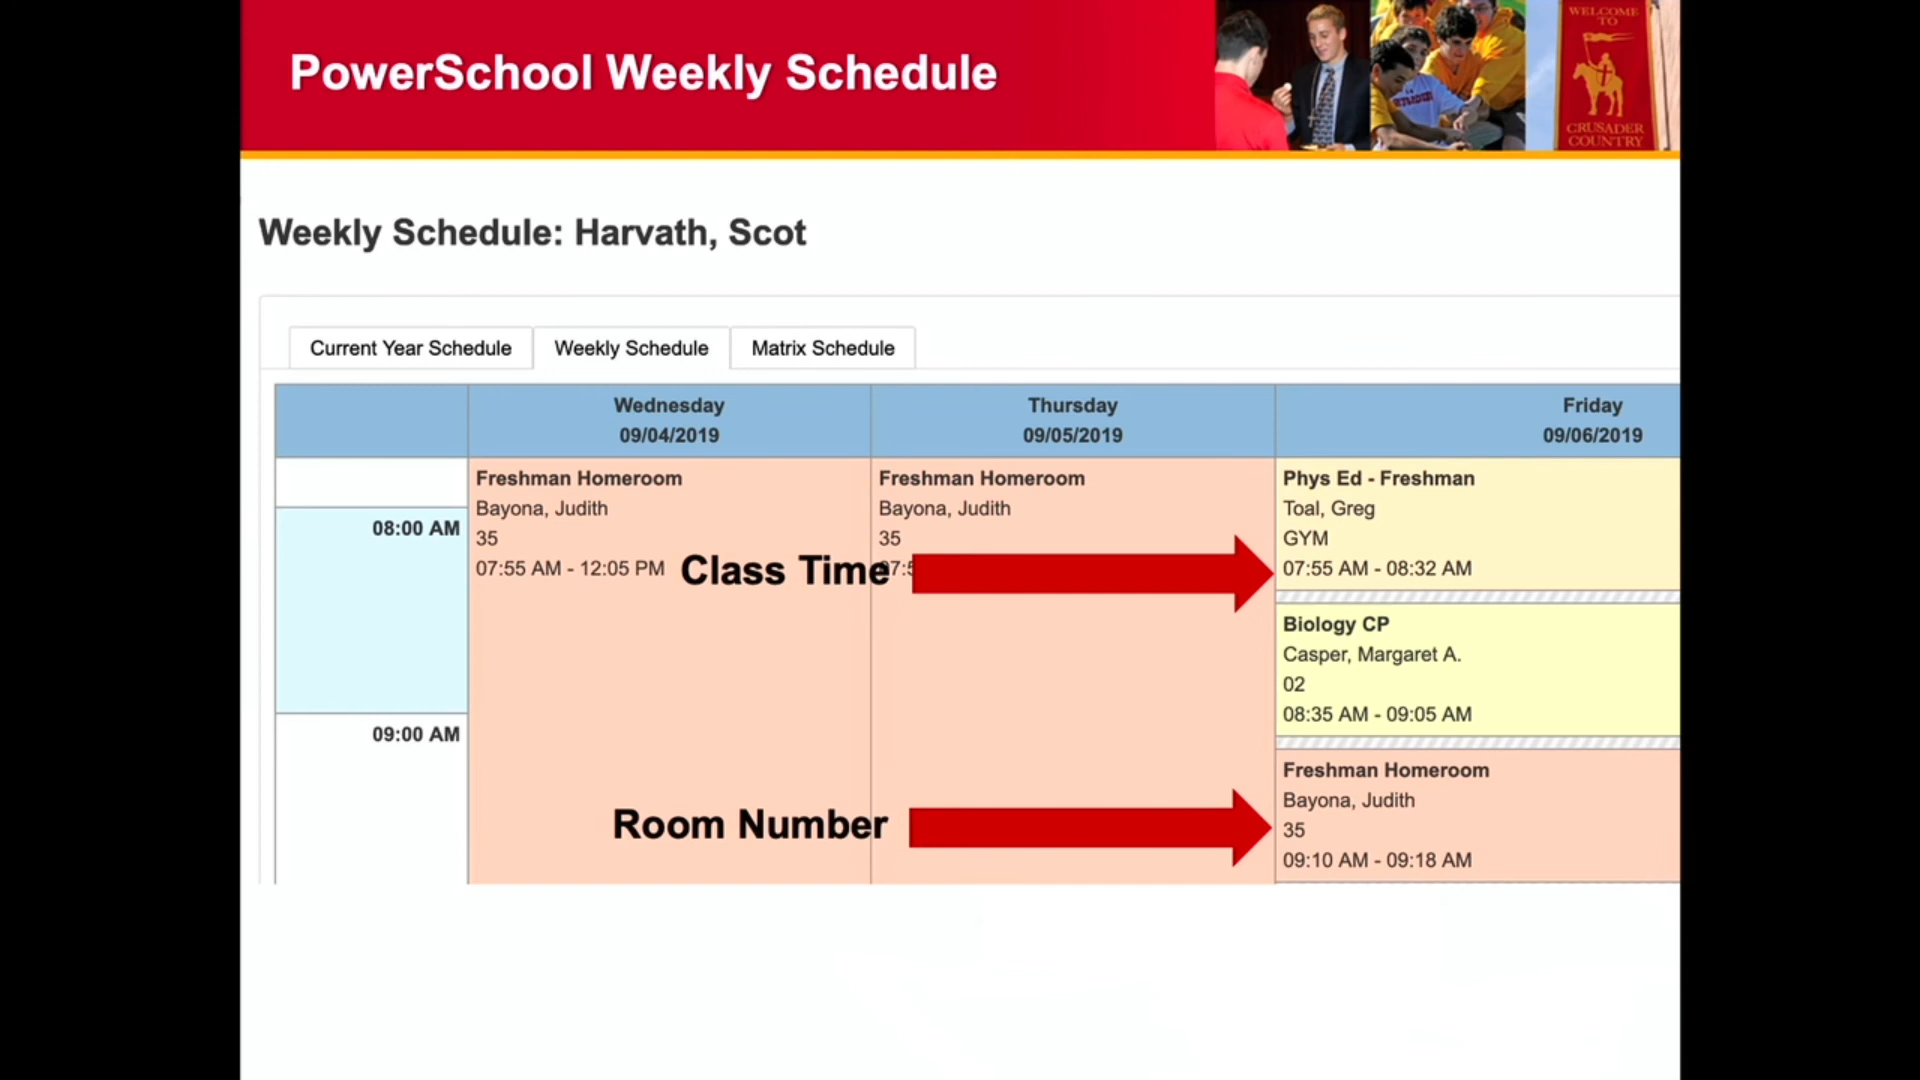 PowerSchool Weekly Schedule
WELCOME
TO
CRUSADER
COUNTRY
Weekly Schedule: Harvath, Scot
Current Year Schedule
Weekly Schedule
Matrix Schedule
Wednesday
09/04/2019
Thursday
09/05/2019
Friday
09/06/2019
08:00 AM
09:00 AM
Freshman Homeroom
Bayona, Judith
35
07:55 AM - 12:05 PM
Freshman Homeroom
Bayona, Judith
35
Class Time
Room Number
Phys Ed - Freshman
Toal, Greg
GYM
07:55 AM - 08:32 AM
Biology CP
Casper, Margaret A.
02
08:35 AM - 09:05 AM
Freshman Homeroom
Bayona, Judith
35
09:10 AM - 09:18 AM